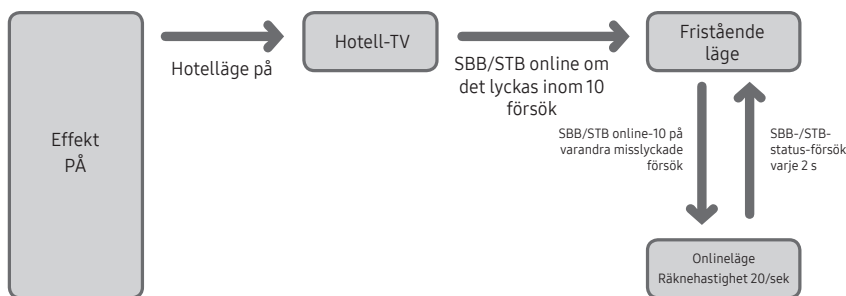 Effekt
PÅ
Hotelläge på
Hotell-TV
SBB/STB online om
det lyckas inom 10
försök
Fristående
läge
SBB/STB online-10 på
varandra misslyckade
försök
SBB-/STB-
status-försök
varje 2 s
Onlineläge
Räknehastighet 20/sek